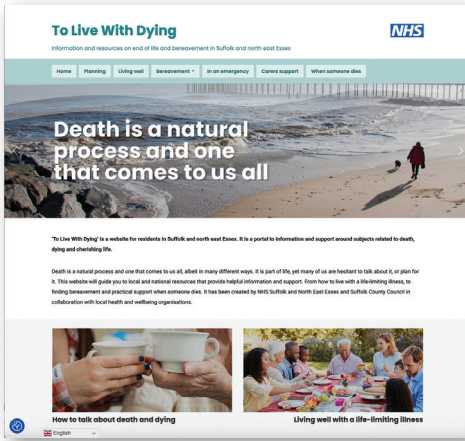 To Live With Dying
NHS
Information and resources on end of life and bereavement in Suffolk and north east Essex
Home Planning Living well Bereavement In an emergency Carers support When someone dies
Death is a natural
process and one
that comes to us all
"To Live With Dying" is a website for residents in Suffolk and north east Essex. It is a portal to information and support around subjects related to death,
dying and cherishing life.
Death is a natural process and one that comes to us all, albeit in many different ways. It is part of life, yet many of us are hesitant to talk about it, or plan for
it. This website will guide you to local and national resources that provide helpful information and support. From how to live with a life-limiting illness, to
finding bereavement and practical support when someone dies. It has been created by NHS Suffolk and North East Essex and Suffolk County Council in
collaboration with local health and wellbeing organisations.
How to talk about death and dying
Living well with a life-limiting illness
English